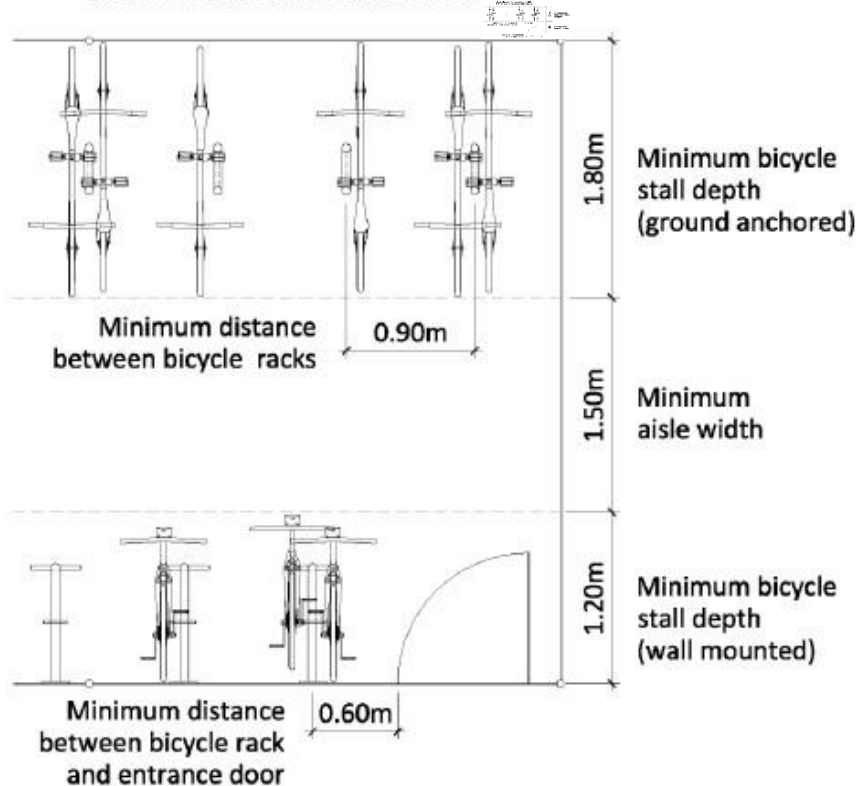 1.80m
Minimum bicycle
stall depth
(ground anchored)
Minimum distance
between bicycle racks
0.90m
1.50m
Minimum
aisle width
1.20m
Minimum bicycle
stall depth
(wall mounted)
Minimum distance
between bicycle rack
and entrance door
0.60m